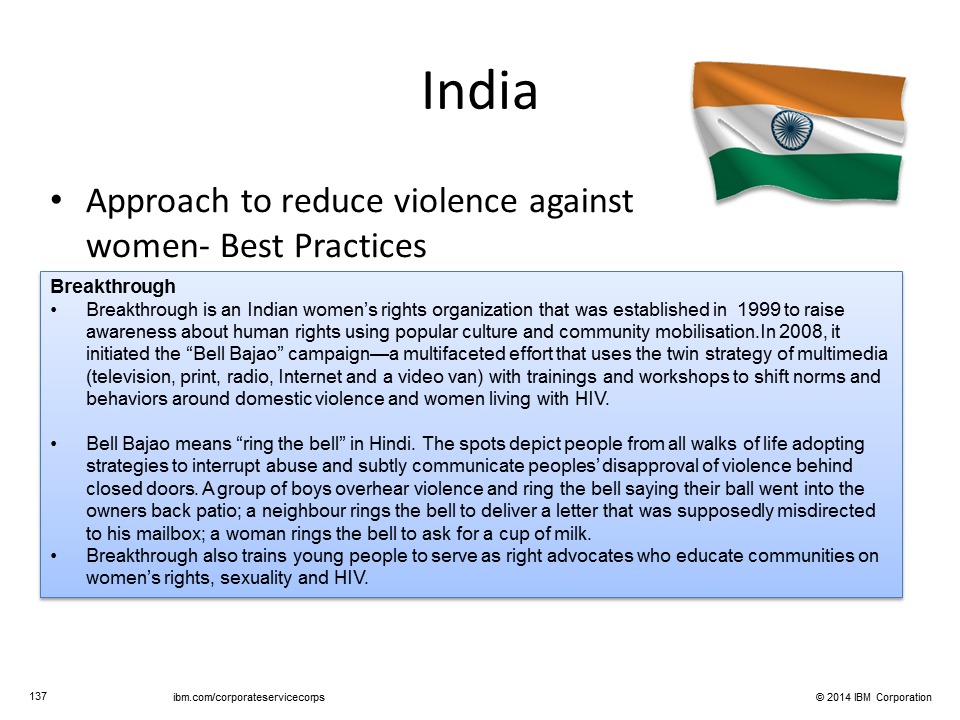 India
• Approach to reduce violence against
women- Best Practices
Breakthrough
• Breakthrough is an Indian women’s rights organization that was established in  1999 to raise
awareness about human rights using popular culture and community mobilisation.In 2008, it
initiated the “Bell Bajao” campaign—a multifaceted effort that uses the twin strategy of multimedia
(television, print, radio, Internet and a video van) with trainings and workshops to shift norms and
behaviors around domestic violence and women living with HIV.
• Bell Bajao means “ring the bell” in Hindi. The spots depict people from all walks of life adopting
strategies to interrupt abuse and subtly communicate peoples’ disapproval of violence behind
closed doors. A group of boys overhear violence and ring the bell saying their ball went into the
owners back patio; a neighbour rings the bell to deliver a letter that was supposedly misdirected
to his mailbox; a woman rings the bell to ask for a cup of milk.
• Breakthrough also trains young people to serve as right advocates who educate communities on
women’s rights, sexuality and HIV.
137 ibm.com/corporateservicecorps © 2014 IBM Corporation